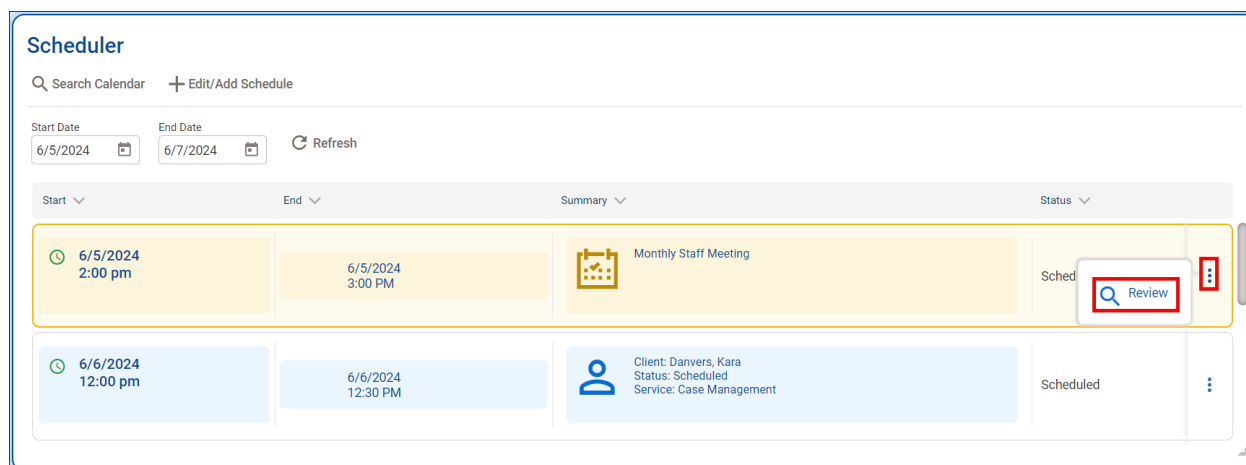 Scheduler
Search Calendar Edit/Add Schedule
Start Date End Date
6/5/2024 6/7/2024 Refresh
Start End Summary Status
6/5/2024
2:00 pm
6/5/2024
3:00 PM
Monthly Staff Meeting
Sched
Review
6/6/2024
12:00 pm
6/6/2024
12:30 PM
Client: Danvers, Kara
Status: Scheduled
Service: Case Management
Scheduled